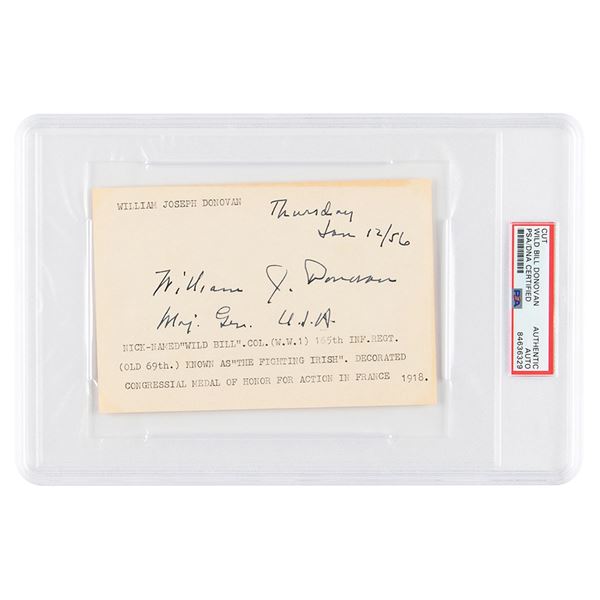 WILLIAM JOSEPH DONOVAN
Thursday
Jan 12/56
William J. Donovan
Maj. Gen. U.S.A.
NICK-NAMED"WILD BILL".COL.(W.W.1) 165th INF.REGT.
(OLD 69th.) KNOWN AS"THE FIGHTING IRISH". DECORATED
CONGRESSIAL MEDAL OF HONOR FOR ACTION IN FRANCE 1918.
CUT
WILD BILL DONOVAN
PSA/DNA CERTIFIED
PSA
AUTHENTIC
AUTO
84636329